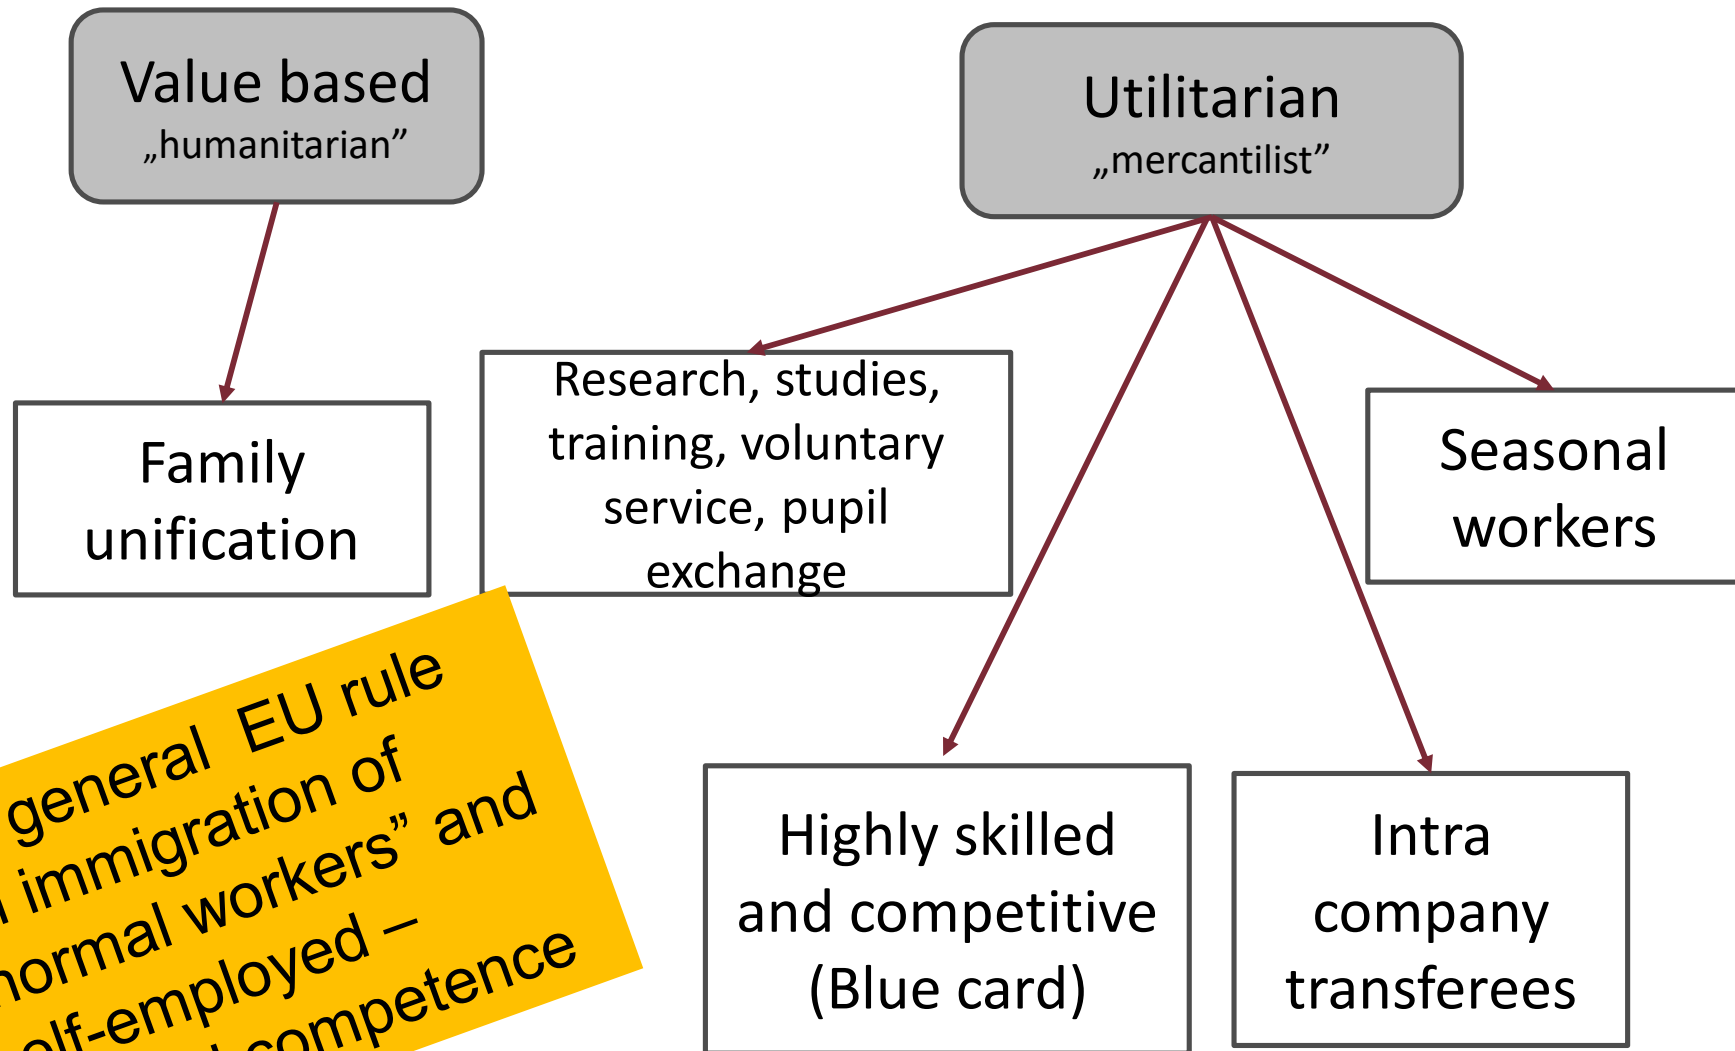 Value based
„humanitarian”
Utilitarian
„mercantilist”
Family
unification
Research, studies,
training, voluntary
service, pupil
exchange
Seasonal
workers
general EU rule
immigration of
normal workers” and
elf-employed –
competence
Highly skilled
and competitive
(Blue card)
Intra
company
transferees